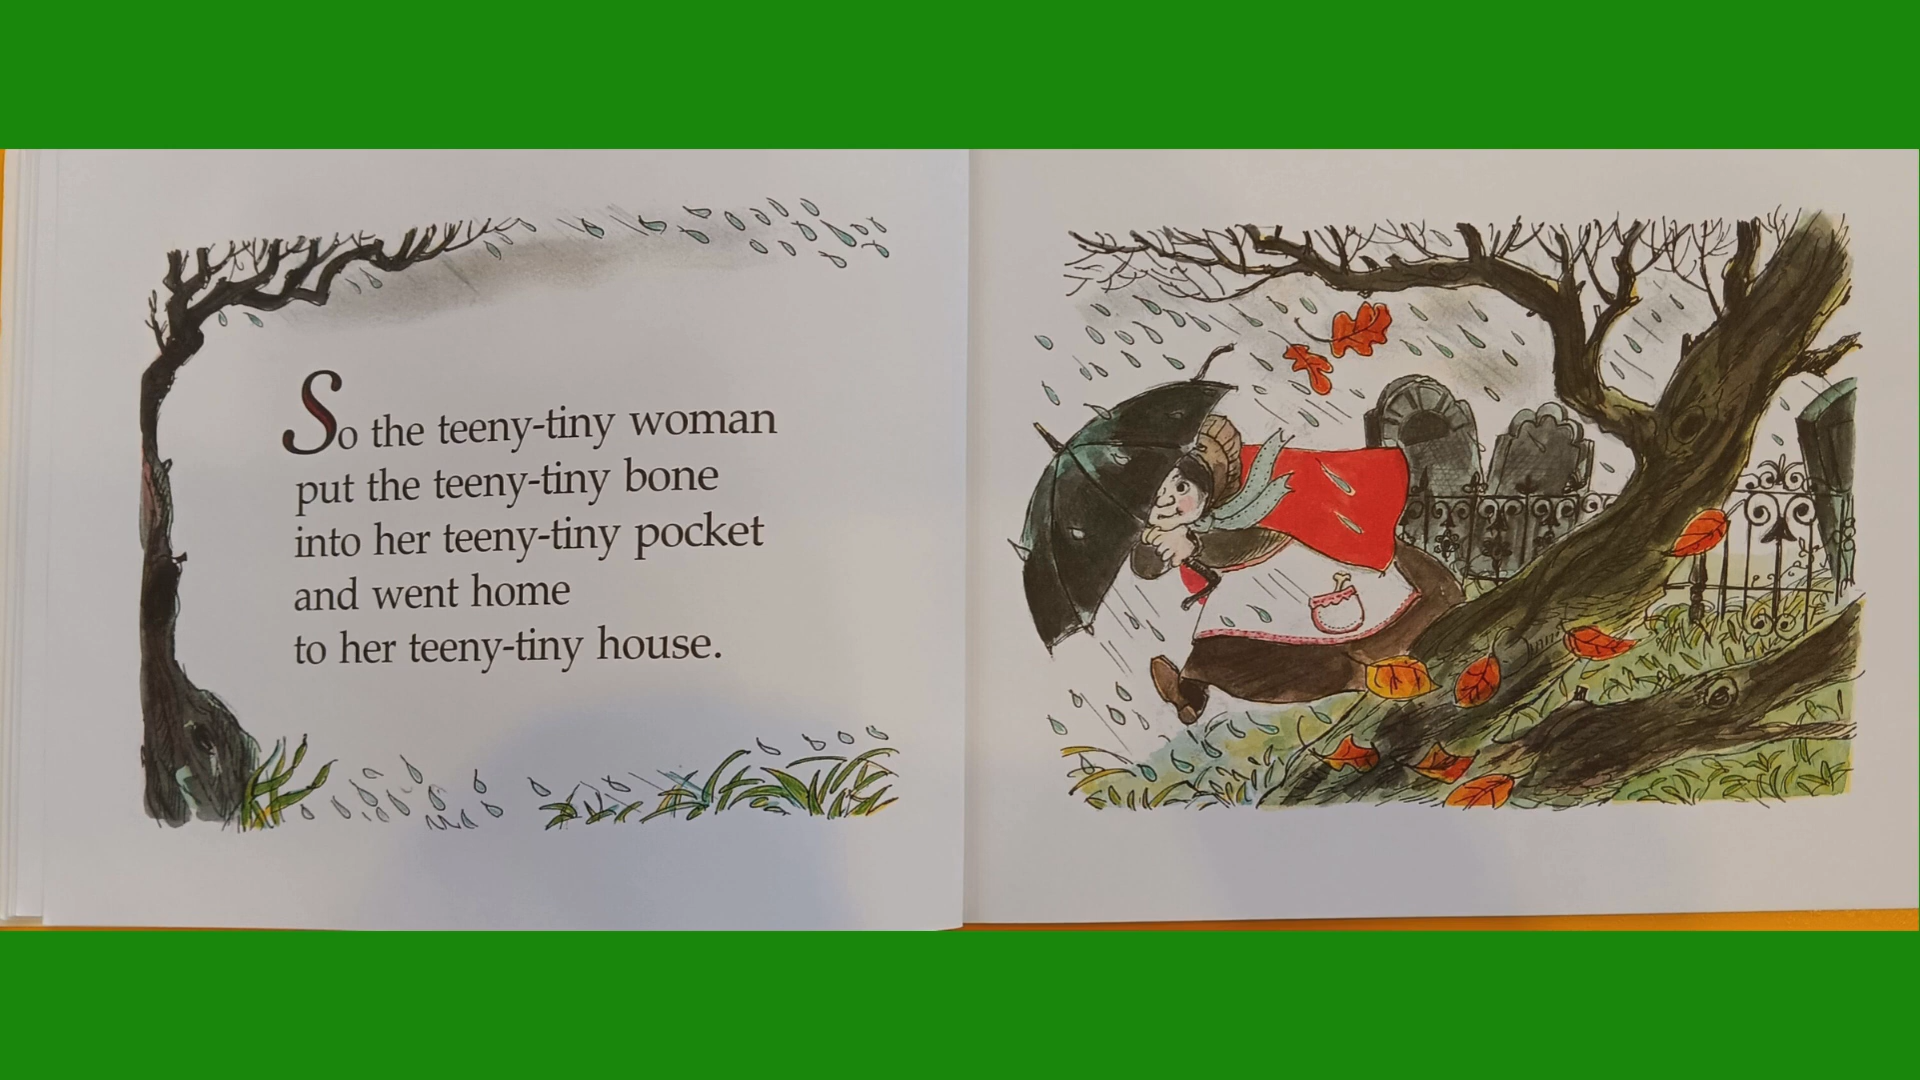 So the teeny-tiny woman
put the teeny-tiny bone
into her teeny-tiny pocket
and went home
to her teeny-tiny house.